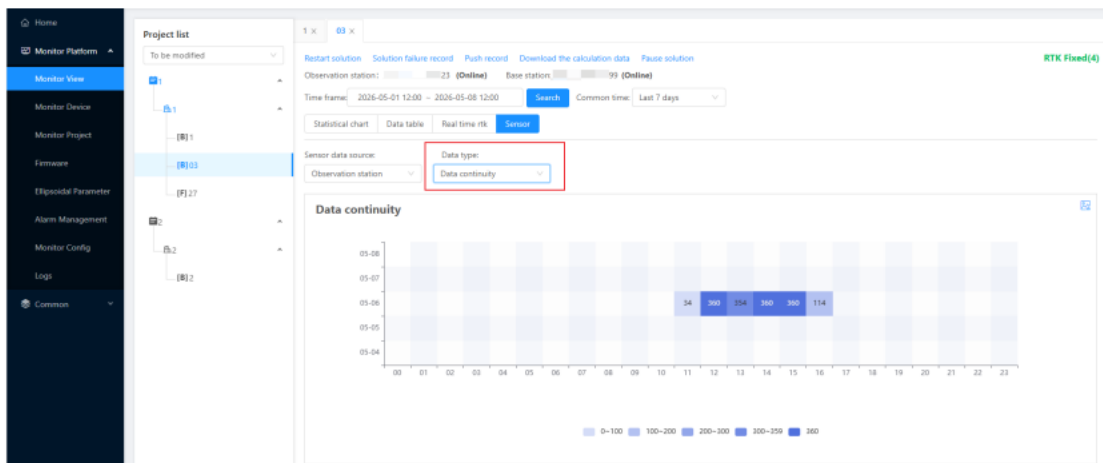 Home
Monitor Platform
Monitor View
Monitor Device
Monitor Project
Firmware
Ellipsoidal Parameter
Alarm Management
Monitor Config
Logs
Common
Project list
To be modified
1
1
[B] 1
[B] 03
[F] 27
2
2
[B] 2
1 × 03 ×
Restart solution Solution failure record Push record Download the calculation data Pause solution
RTK Fixed(4)
Observation station: 23 (Online) Base station: 99 (Online)
Time frame: 2026-05-01 12:00 ~ 2026-05-08 12:00 Search Common time: Last 7 days
Statistical chart Data table Real time rtk Sensor
Sensor data source: Data type:
Observation station Data continuity
Data continuity
05-08
05-07
05-06 34 360 354 360 360 114
05-05
05-04
00 01 02 03 04 05 06 07 08 09 10 11 12 13 14 15 16 17 18 19 20 21 22 23
0~100 100~200 200~300 300~359 360